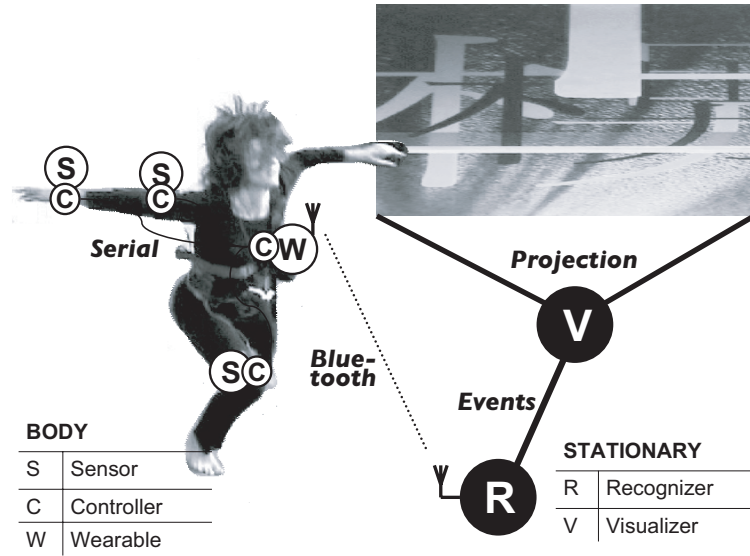 S
S
C
C
Serial
C
W
Projection
V
Blue-
tooth
Events
S
C
R
BODY
S Sensor
C Controller
W Wearable
STATIONARY
R Recognizer
V Visualizer